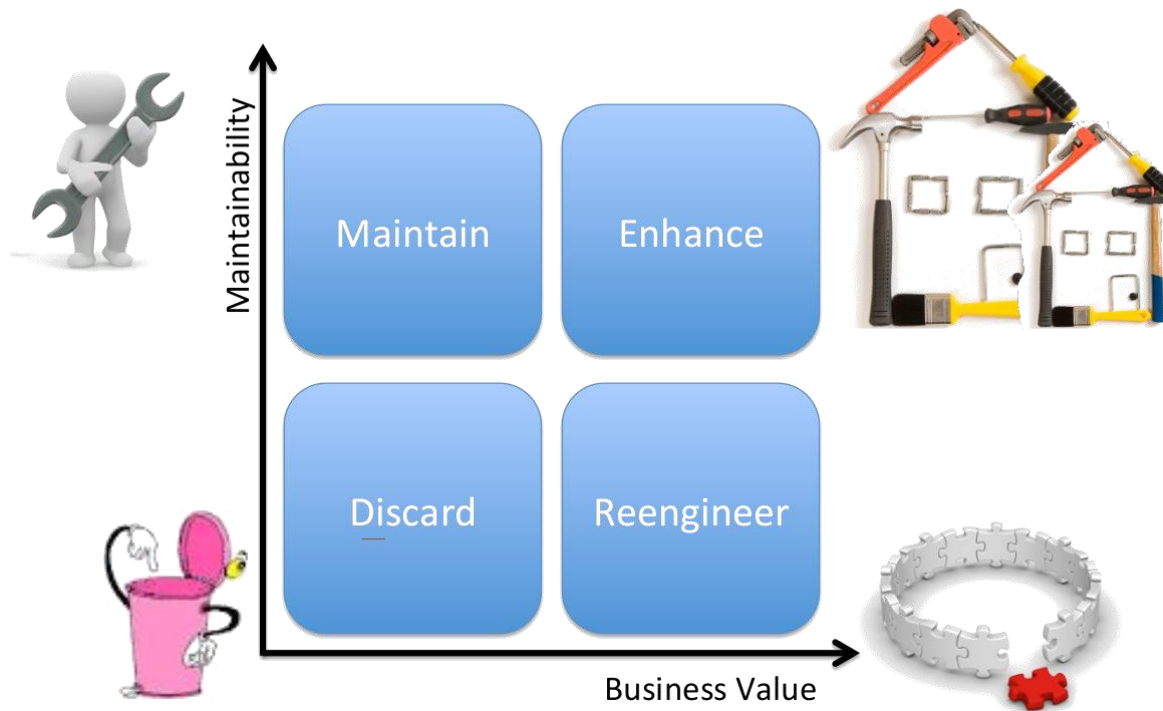 Maintainability
Maintain
Enhance
Discard
Reengineer
Business Value